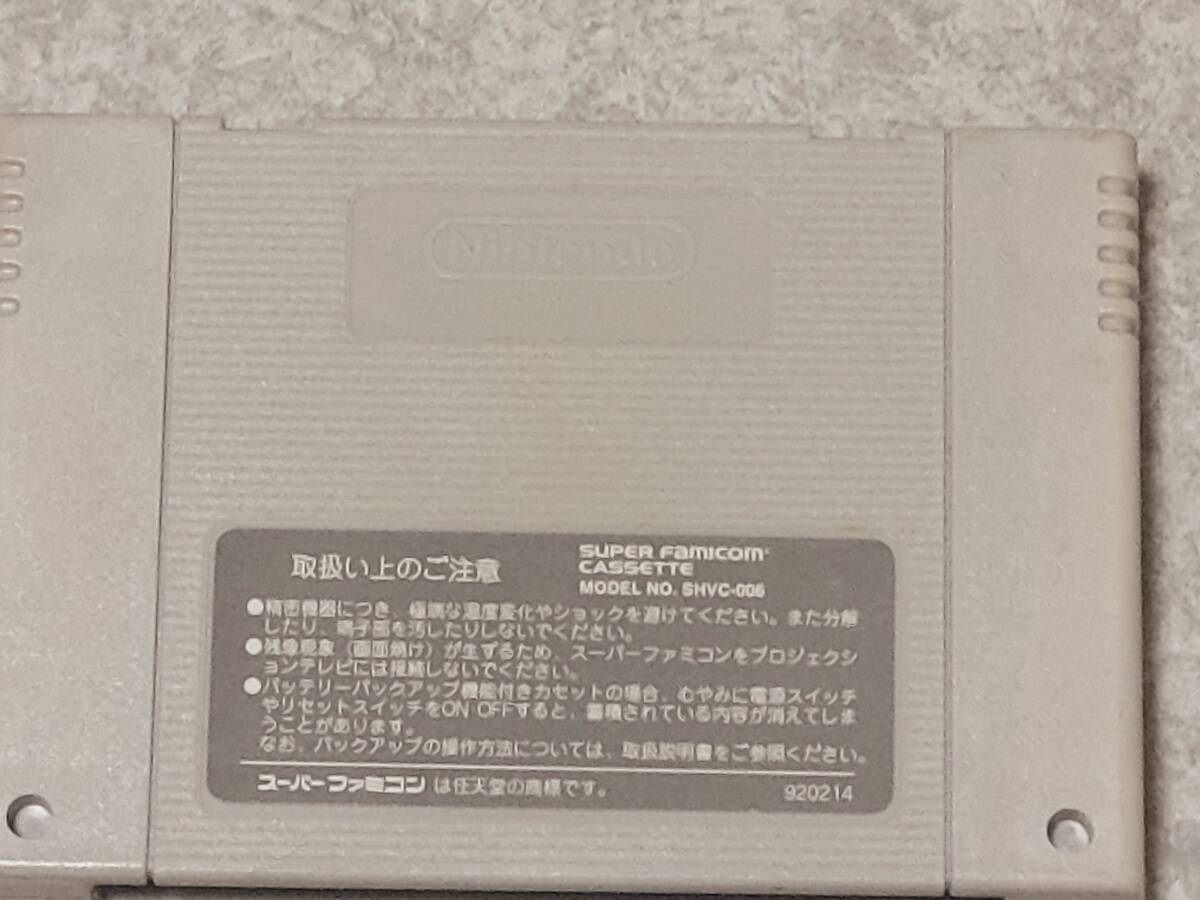 Nintendo
取扱い上のご注意
SUPER Famicom
CASSETTE
MODEL NO. SHVC-006
●精密機器につき、極端な温度変化やショックを避けてください。また分解
したり、端子部を汚したりしないでください。
●残像現象（画面焼け）が生ずるため、スーパーファミコンをプロジェクシ
ョンテレビには接続しないでください。
●バッテリーバックアップ機能付きカセットの場合、むやみに電源スイッチ
やリセットスイッチをON OFFすると、蓄積されている内容が消えてしま
うことがあります。
なお、バックアップの操作方法については、取扱説明書をご参照ください。
スーパーファミコン は任天堂の商標です。
920214